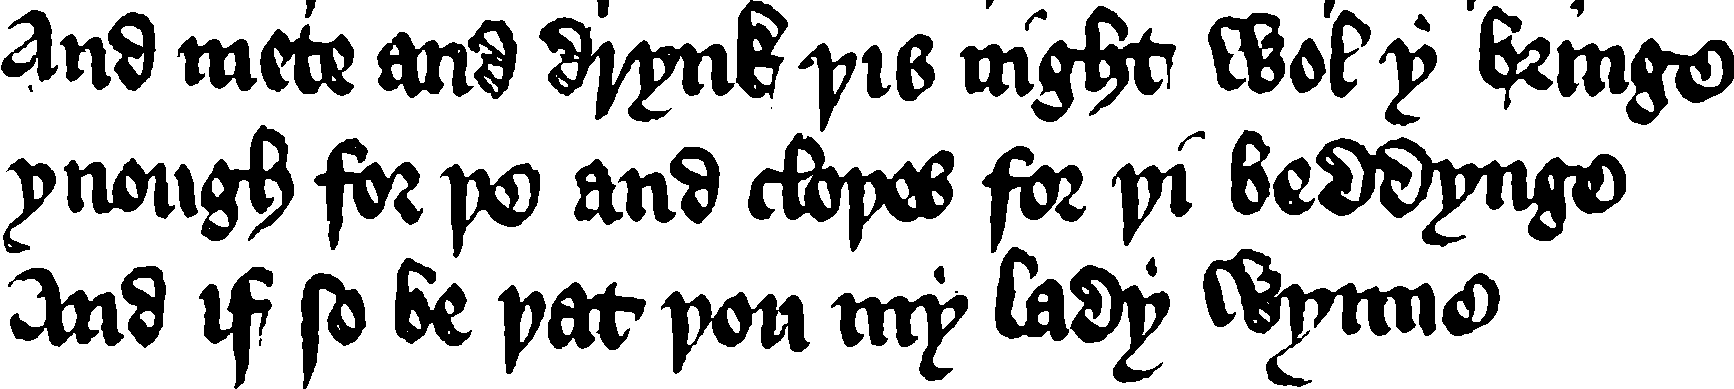 And mete and drynk þis night wol y bringe
ynough for þe and cloþes for þi beddynge
And if so be þat þou my lady wynne